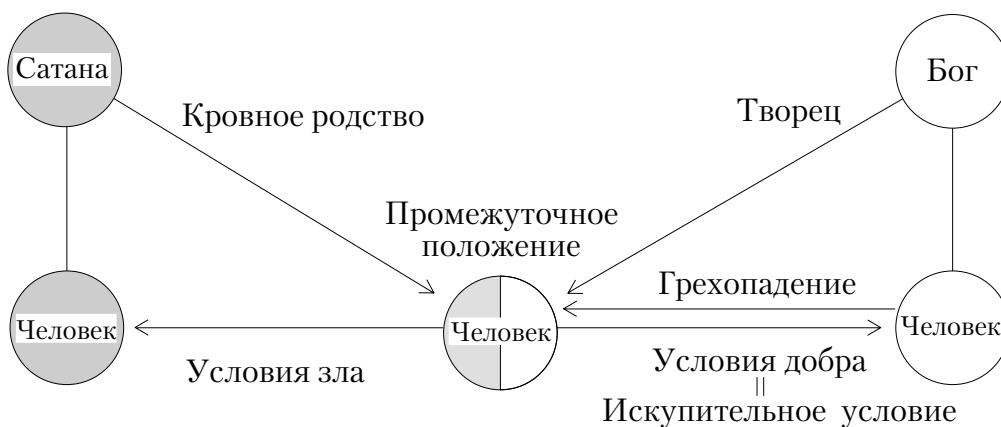 Сатана
Бог
Кровное родство
Творец
Промежуточное
положение
Грехопадение
Человек
Человек
Человек
Условия зла
Условия добра
=
Искупительное условие